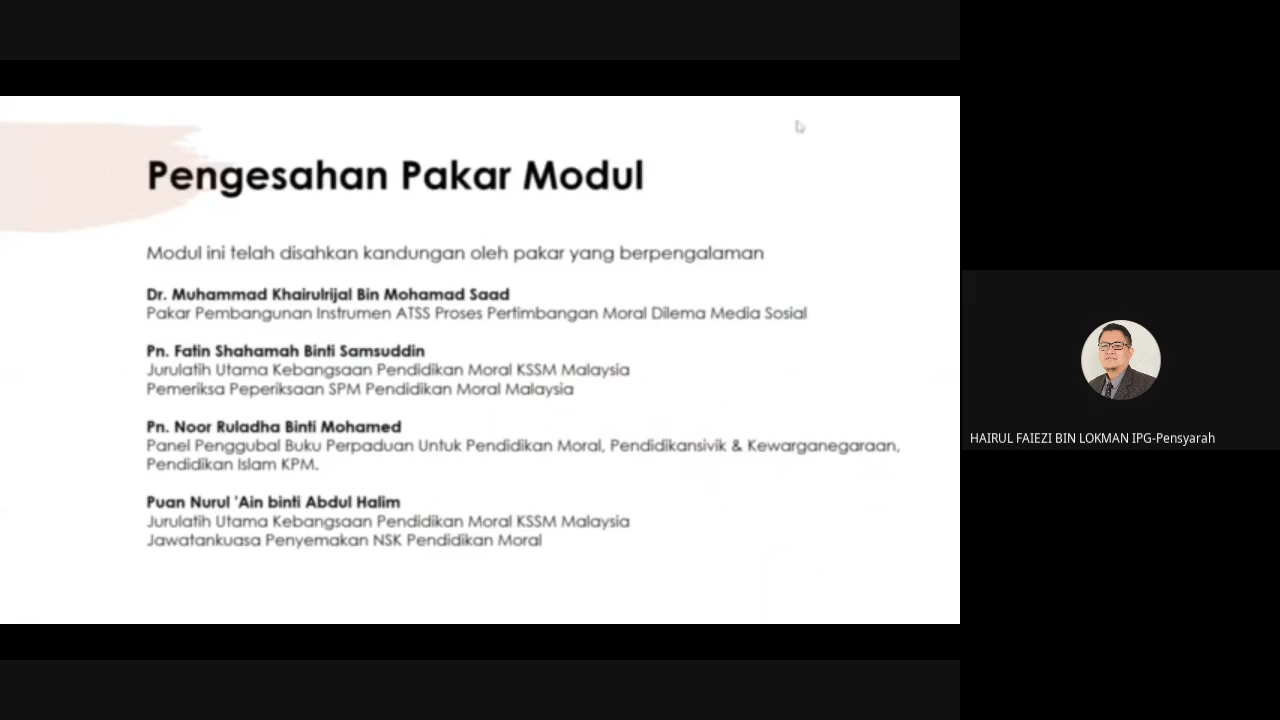 Pengesahan Pakar Modul
Modul ini telah disahkan kandungan oleh pakar yang berpengalaman
Dr. Muhammad Khairulrijal Bin Mohamad Saad
Pakar Pembangunan Instrumen ATSS Proses Pertimbangan Moral Dilema Media Sosial
Pn. Fatin Shahamah Binti Samsuddin
Jurulatih Utama Kebangsaan Pendidikan Moral KSSM Malaysia
Pemeriksa Peperiksaan SPM Pendidikan Moral Malaysia
Pn. Noor Ruladha Binti Mohamed
Panel Penggubal Buku Perpaduan Untuk Pendidikan Moral, Pendidikansivik & Kewarganegaraan,
Pendidikan Islam KPM.
Puan Nurul 'Ain binti Abdul Halim
Jurulatih Utama Kebangsaan Pendidikan Moral KSSM Malaysia
Jawatankuasa Penyemakan NSK Pendidikan Moral
HAIRUL FAIEZI BIN LOKMAN IPG-Pensyarah